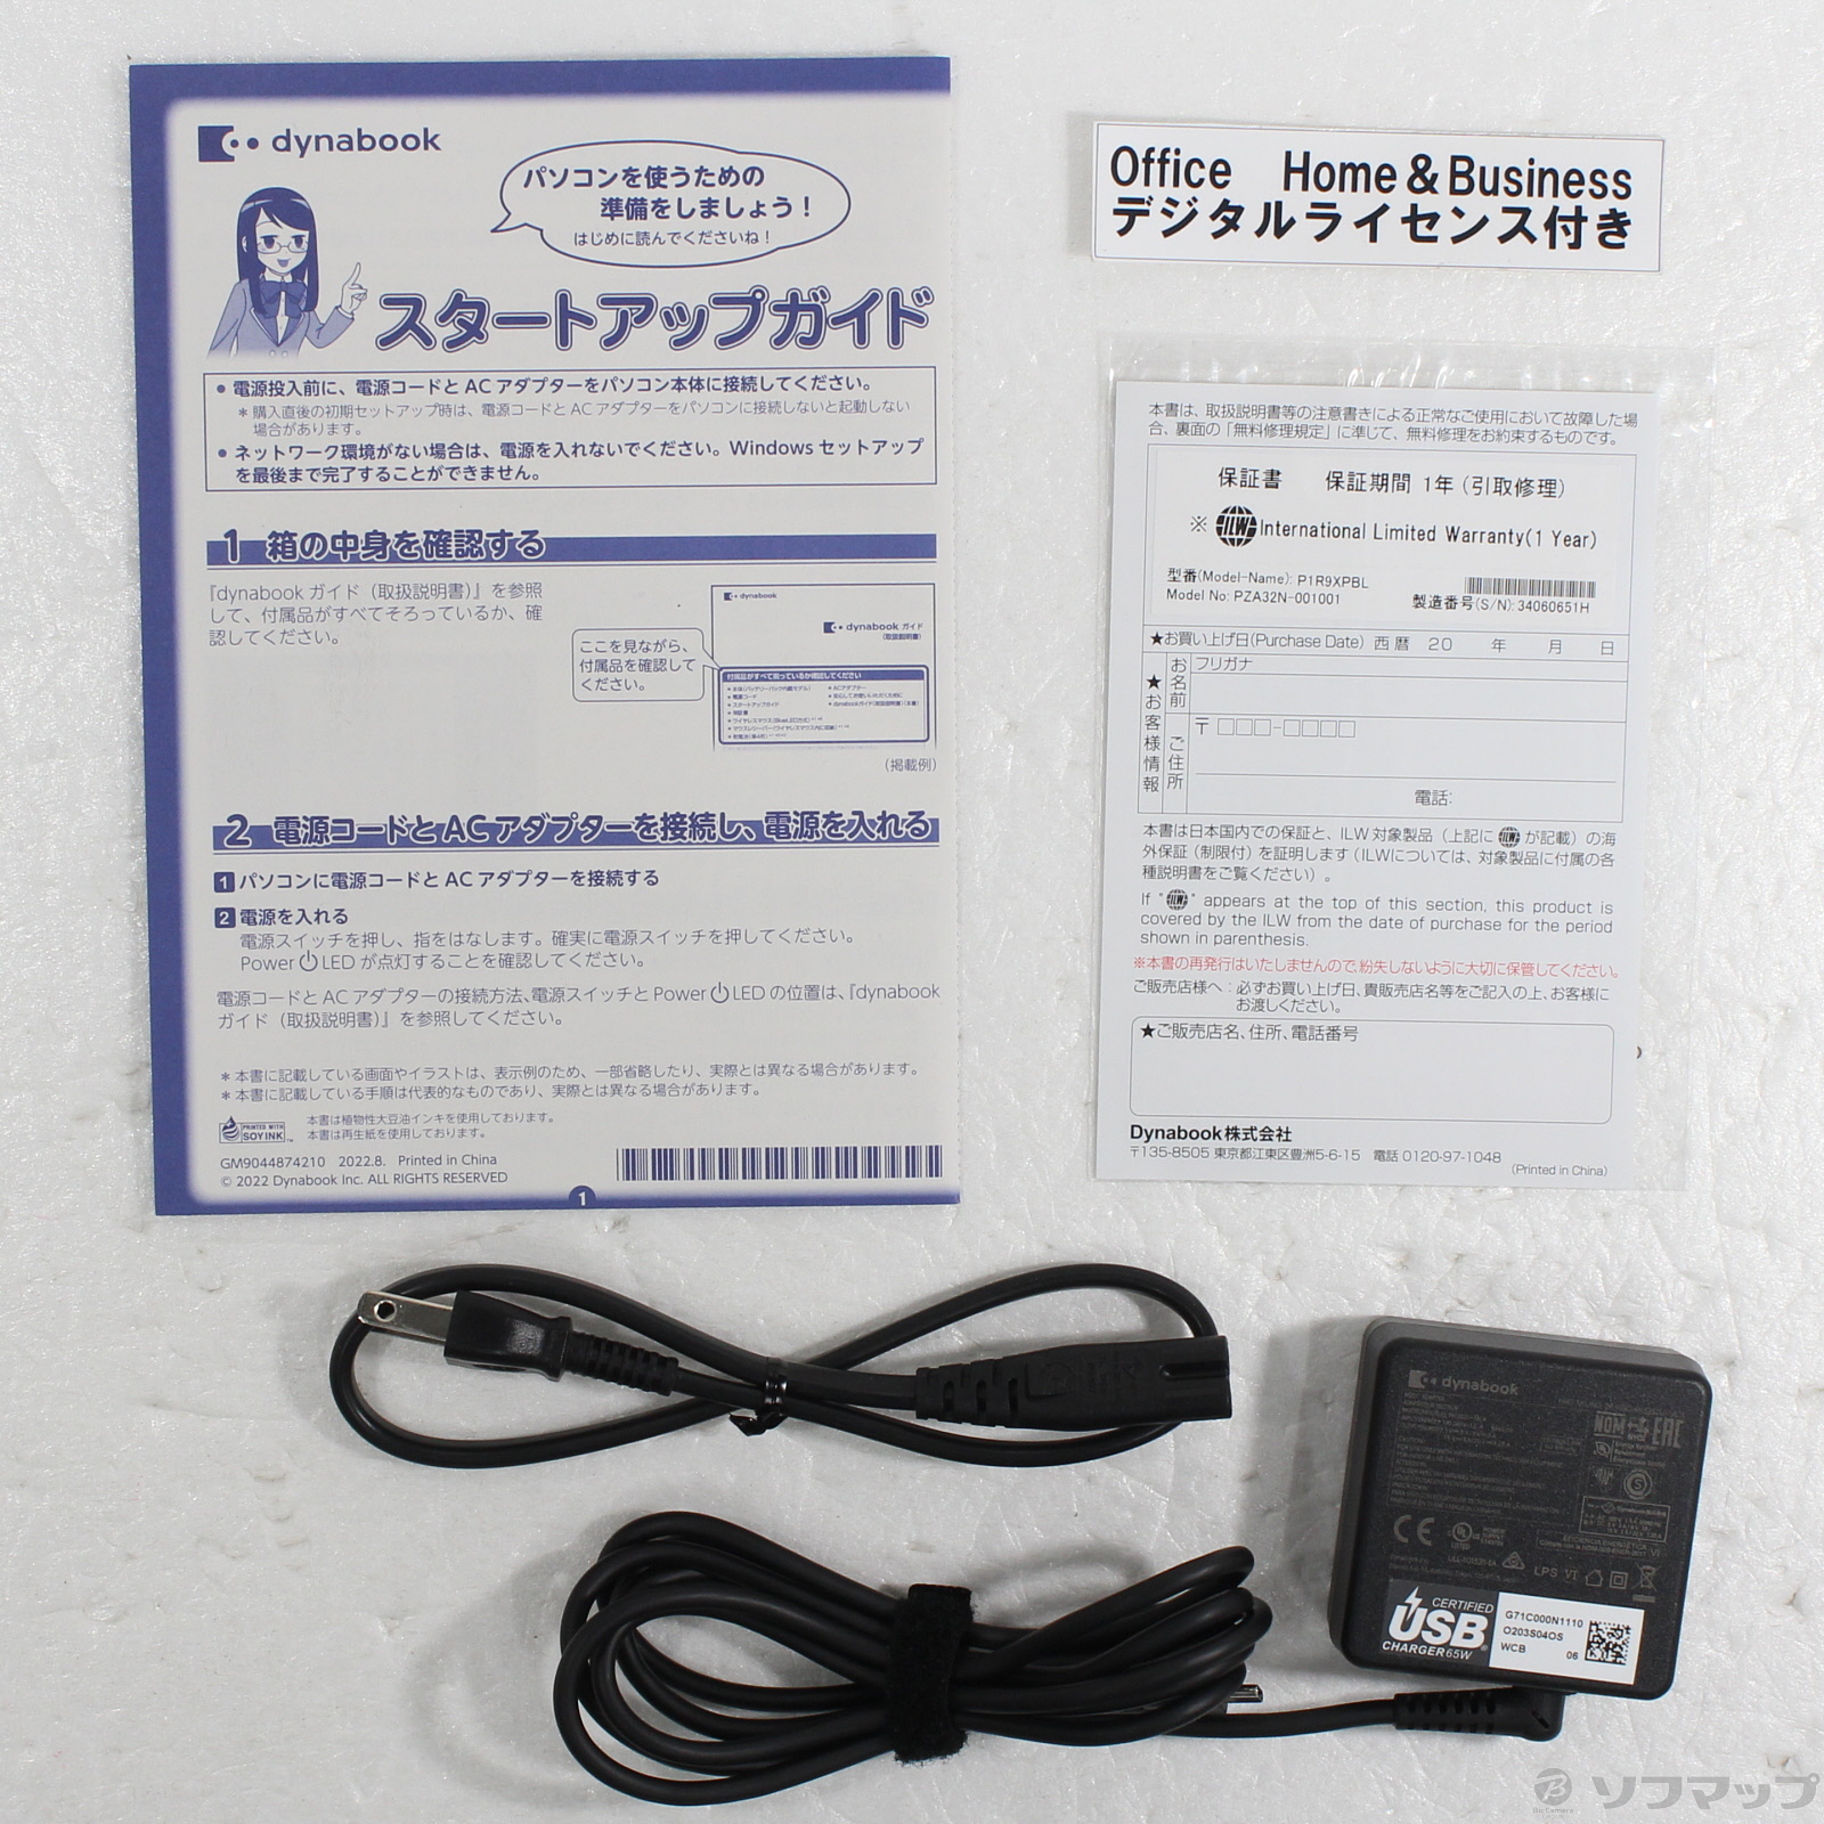 dynabook
パソコンを使うための
準備をしましょう！
はじめに読んでくださいね！
スタートアップガイド
● 電源投入前に、電源コードと AC アダプターをパソコン本体に接続してください。
＊購入直後の初期セットアップ時は、電源コードと AC アダプターをパソコンに接続しないと起動しない
場合があります。
● ネットワーク環境がない場合は、電源を入れないでください。Windows セットアップ
を最後まで完了することができません。
1 箱の中身を確認する
『dynabook ガイド（取扱説明書）』を参照
して、付属品がすべてそろっているか、確
認してください。
ここを見ながら、
付属品を確認して
ください。
dynabook
dynabook ガイド
（取扱説明書）
付属品がすべて揃っているか確認してください
（掲載例）
2 電源コードと AC アダプターを接続し、電源を入れる
1 パソコンに電源コードと AC アダプターを接続する
2 電源を入れる
電源スイッチを押し、指をはなします。確実に電源スイッチを押してください。
Power LED が点灯することを確認してください。
電源コードと AC アダプターの接続方法、電源スイッチと Power LED の位置は、『dynabook
ガイド（取扱説明書）』を参照してください。
＊本書に記載している画面やイラストは、表示例のため、一部省略したり、実際とは異なる場合があります。
＊本書に記載している手順は代表的なものであり、実際とは異なる場合があります。
PRINTED WITH
SOY INK
本書は植物性大豆油インキを使用しております。
本書は再生紙を使用しております。
GM9044874210 2022.8. Printed in China
© 2022 Dynabook Inc. ALL RIGHTS RESERVED
1
Office Home & Business
デジタルライセンス付き
本書は、取扱説明書等の注意書きによる正常なご使用において故障した場
合、裏面の「無料修理規定」に準じて、無料修理をお約束するものです。
保証書 保証期間 1年（引取修理）
※ ILW International Limited Warranty(1 Year)
型番(Model-Name): P1R9XPBL
Model No: PZA32N-001001
製造番号(S/N): 34060651H
★お買い上げ日(Purchase Date) 西暦 20 年 月 日
★お客様情報
お名前
フリガナ
ご住所
〒□□□-□□□□
電話:
本書は日本国内での保証と、ILW 対象製品（上記に ILW が記載）の海
外保証（制限付）を証明します（ILWについては、対象製品に付属の各
種説明書をご覧ください）。
If "ILW" appears at the top of this section, this product is
covered by the ILW from the date of purchase for the period
shown in parenthesis.
※本書の再発行はいたしませんので、紛失しないように大切に保管してください。
ご販売店様へ：必ずお買い上げ日、貴販売店名等をご記入の上、お客様に
お渡しください。
★ご販売店名、住所、電話番号
Dynabook株式会社
〒135-8505 東京都江東区豊洲5-6-15 電話 0120-97-1048
(Printed in China)
dynabook
NOM
EAC
CE
LPS VI
CERTIFIED
USB
CHARGER 65W
G71C000N1110
O203S04OS
WCB 06
ソフマップ